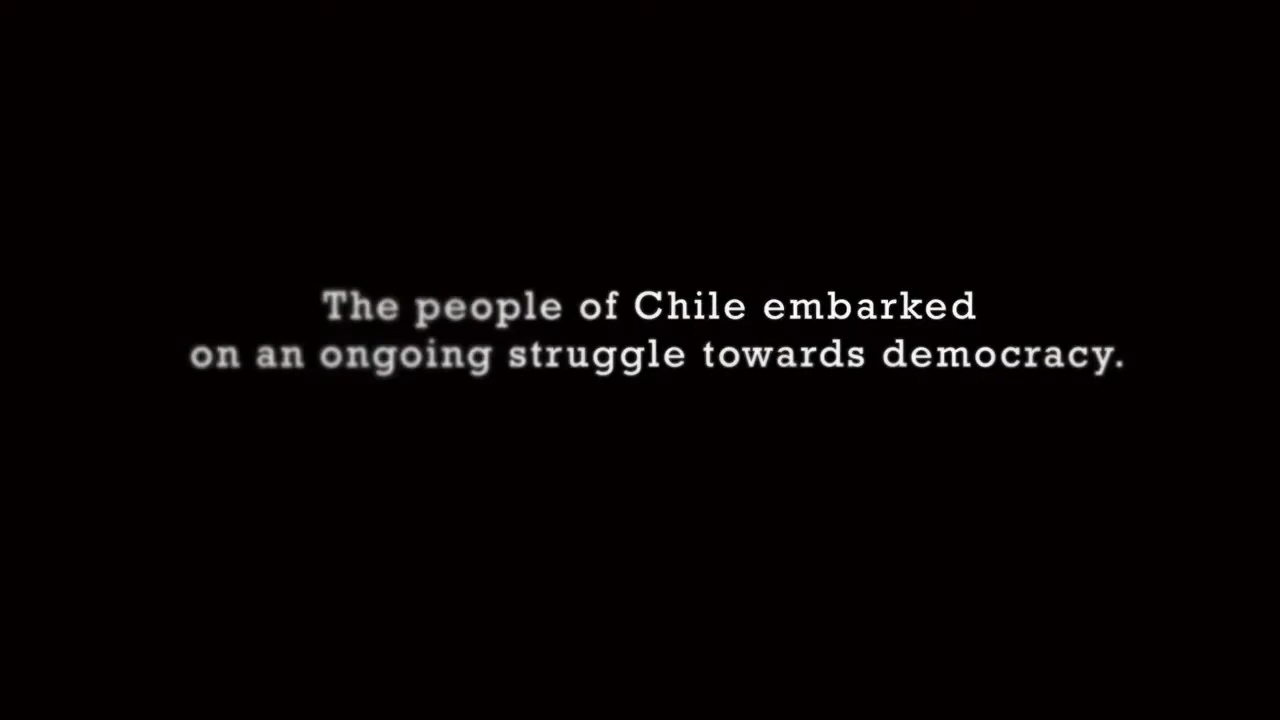 The people of Chile embarked
on an ongoing struggle towards democracy.